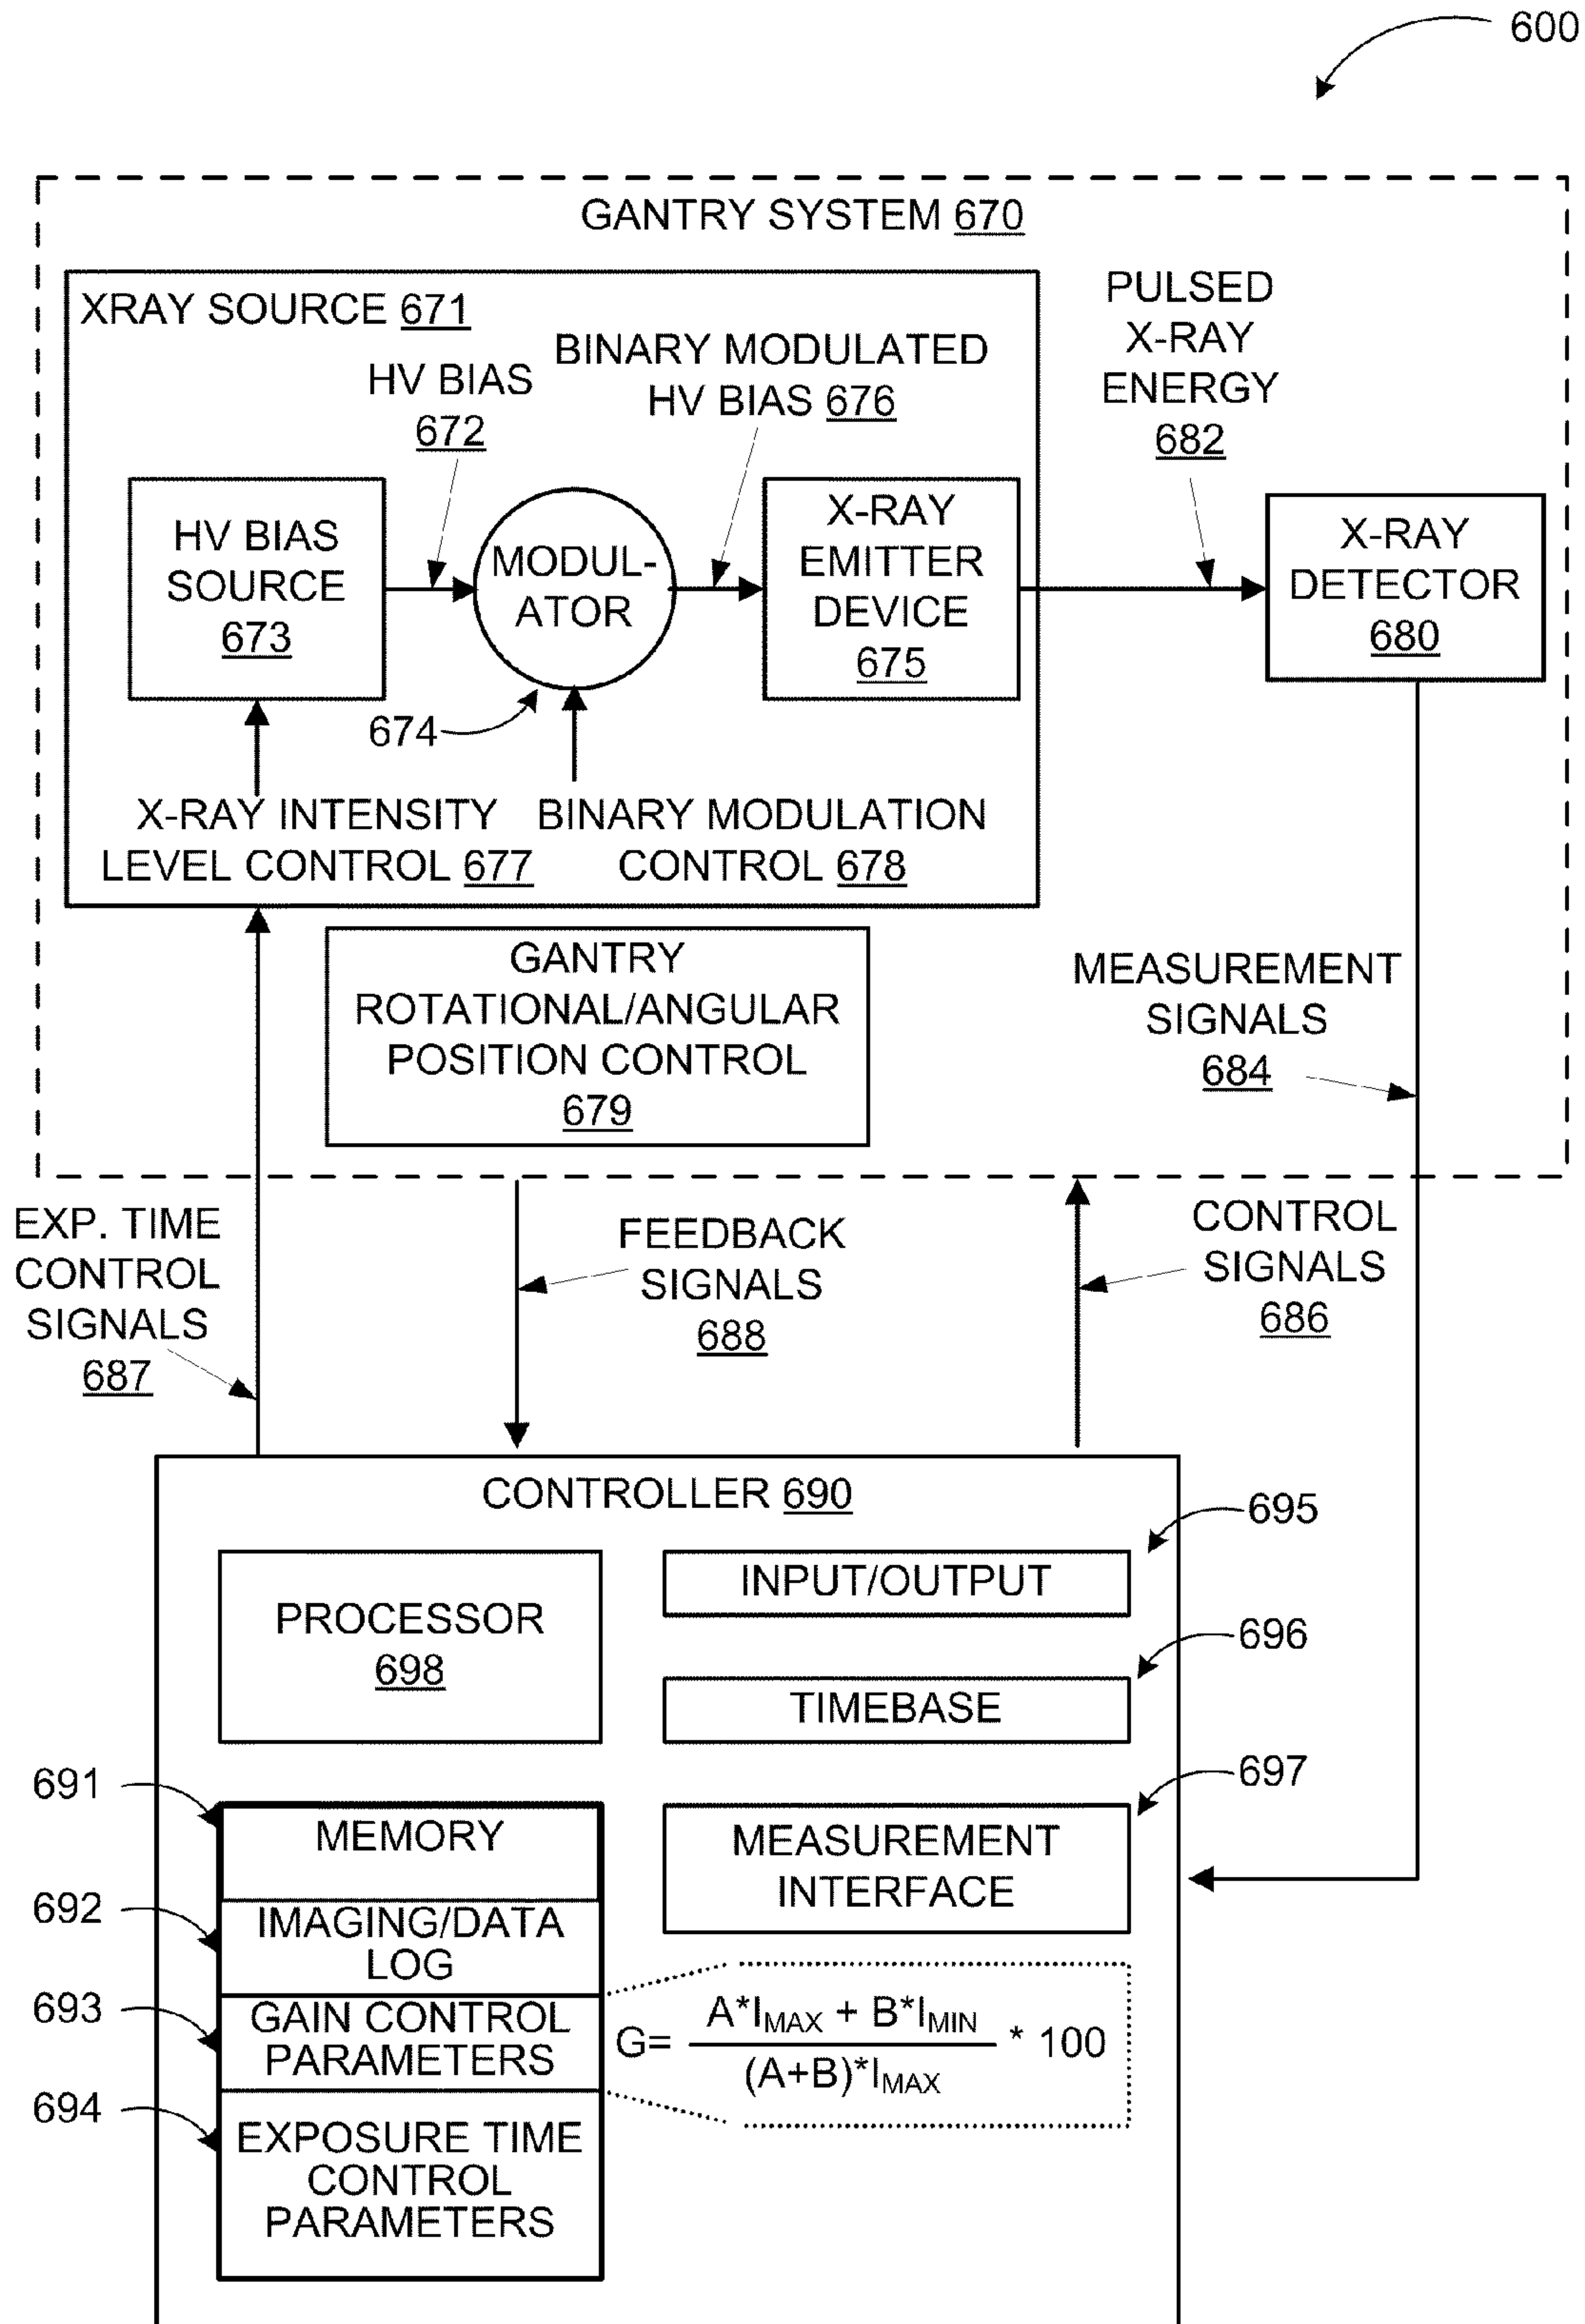 600
GANTRY SYSTEM 670
XRAY SOURCE 671
HV BIAS
672
BINARY MODULATED
HV BIAS 676
PULSED
X-RAY
ENERGY
682
HV BIAS
SOURCE
673
MODUL-
ATOR
X-RAY
EMITTER
DEVICE
675
X-RAY
DETECTOR
680
674
X-RAY INTENSITY
LEVEL CONTROL 677
BINARY MODULATION
CONTROL 678
GANTRY
ROTATIONAL/ANGULAR
POSITION CONTROL
679
MEASUREMENT
SIGNALS
684
EXP. TIME
CONTROL
SIGNALS
687
FEEDBACK
SIGNALS
688
CONTROL
SIGNALS
686
CONTROLLER 690
PROCESSOR
698
INPUT/OUTPUT
695
TIMEBASE
696
MEASUREMENT
INTERFACE
697
691
MEMORY
692
IMAGING/DATA
LOG
693
GAIN CONTROL
PARAMETERS
694
EXPOSURE TIME
CONTROL
PARAMETERS
A*IMAX + B*IMIN
G= * 100
(A+B)*IMAX